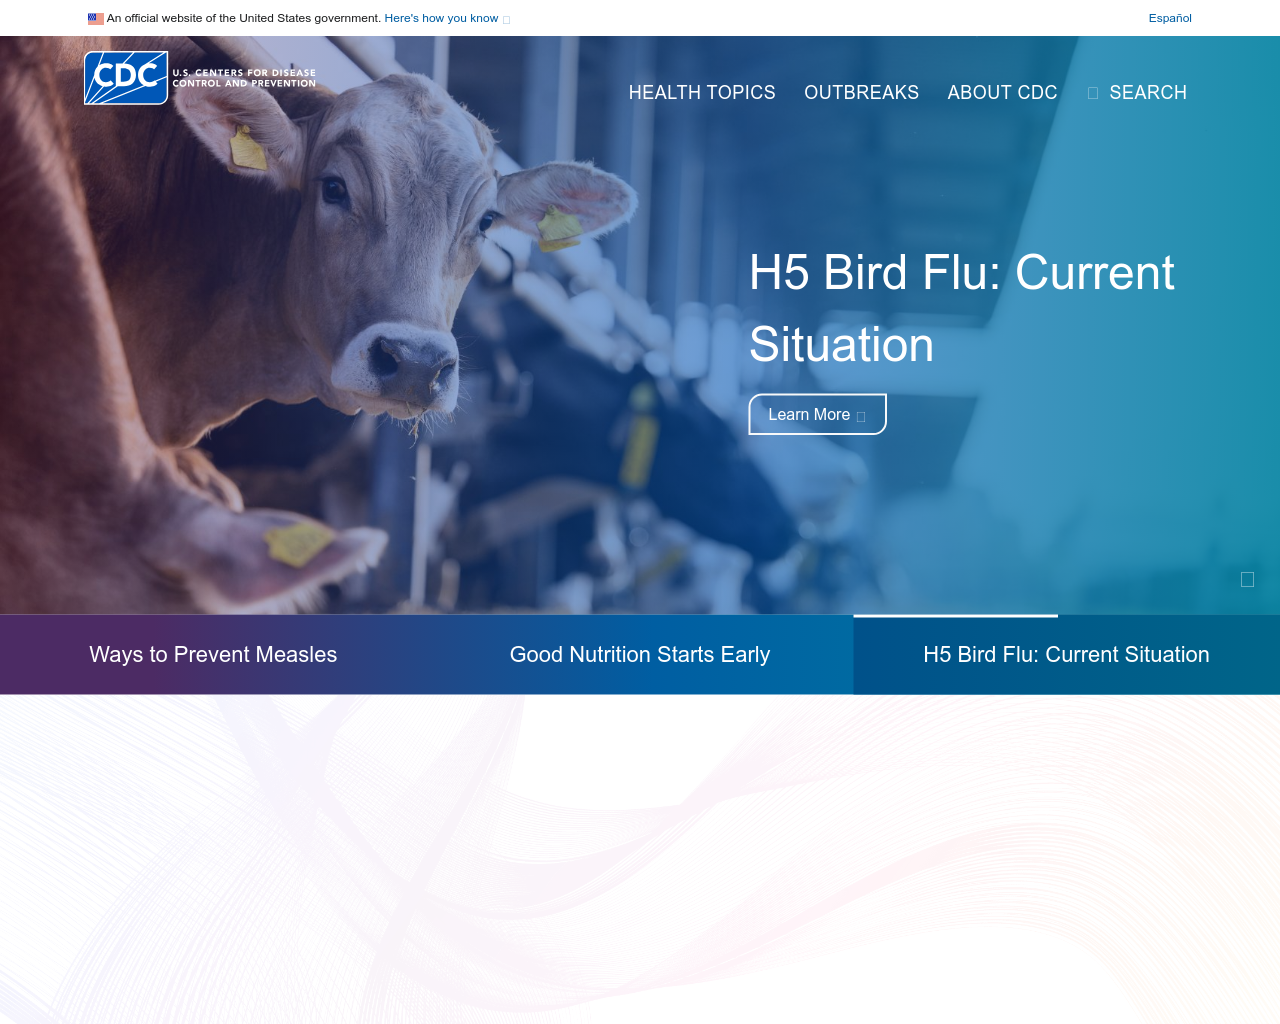 An official website of the United States government. Here's how you know
Español
CDC
U.S. CENTERS FOR DISEASE
CONTROL AND PREVENTION
HEALTH TOPICS
OUTBREAKS
ABOUT CDC
SEARCH
H5 Bird Flu: Current
Situation
Learn More
Ways to Prevent Measles
Good Nutrition Starts Early
H5 Bird Flu: Current Situation